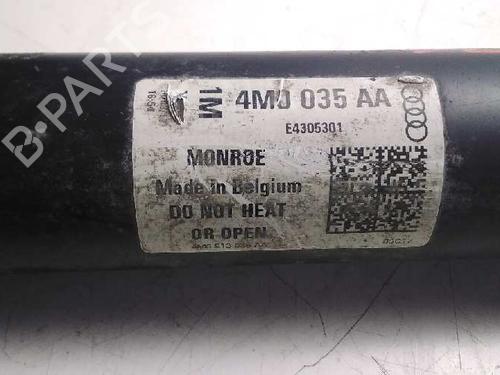 1M 4M0 035 AA
E4305301
MONROE
Made in Belgium
DO NOT HEAT
OR OPEN
B-PARTS